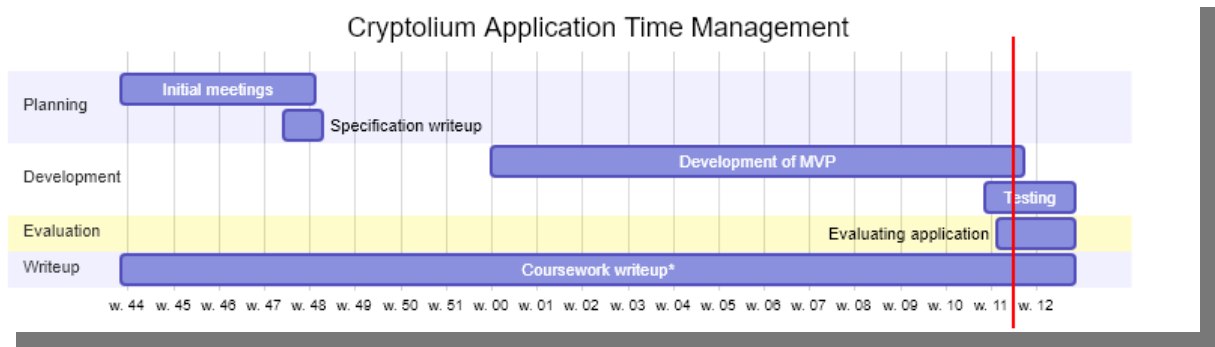 Cryptolium Application Time Management
Planning
Initial meetings
Specification writeup
Development
Development of MVP
Testing
Evaluation
Evaluating application
Writeup
Coursework writeup*
w. 44 w. 45 w. 46 w. 47 w. 48 w. 49 w. 50 w. 51 w. 00 w. 01 w. 02 w. 03 w. 04 w. 05 w. 06 w. 07 w. 08 w. 09 w. 10 w. 11 w. 12